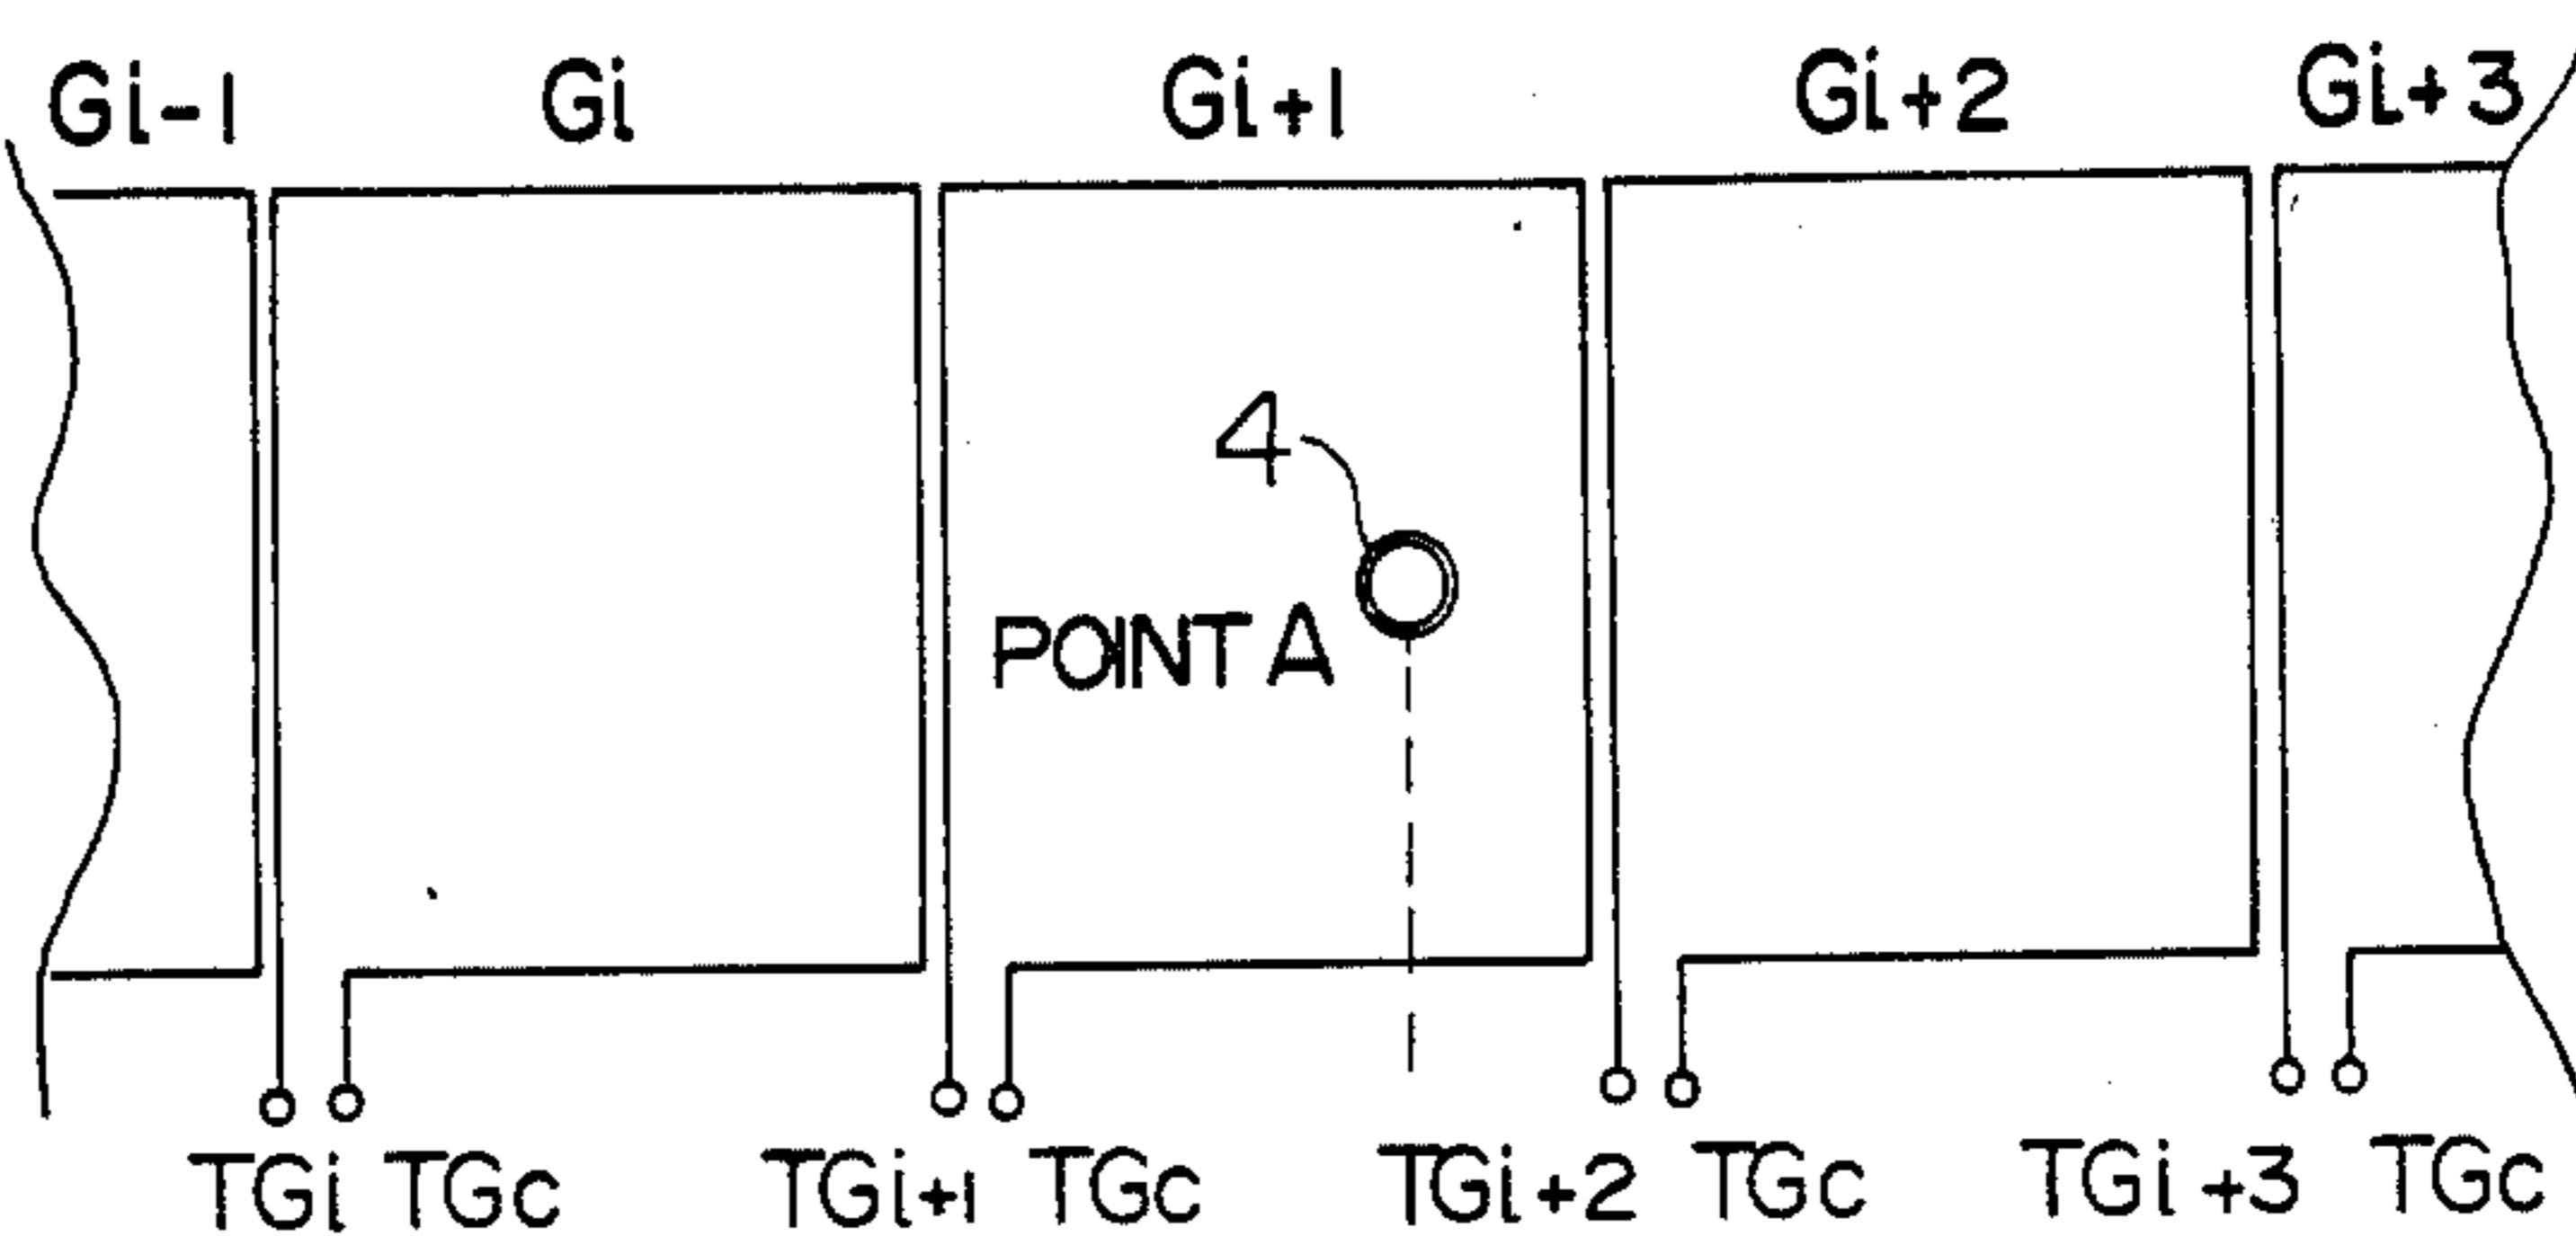 Gi-1 Gi Gi+1 Gi+2 Gi+3
4
POINT A
TGi TGc TGi+1 TGc TGi+2 TGc TGi+3 TGc